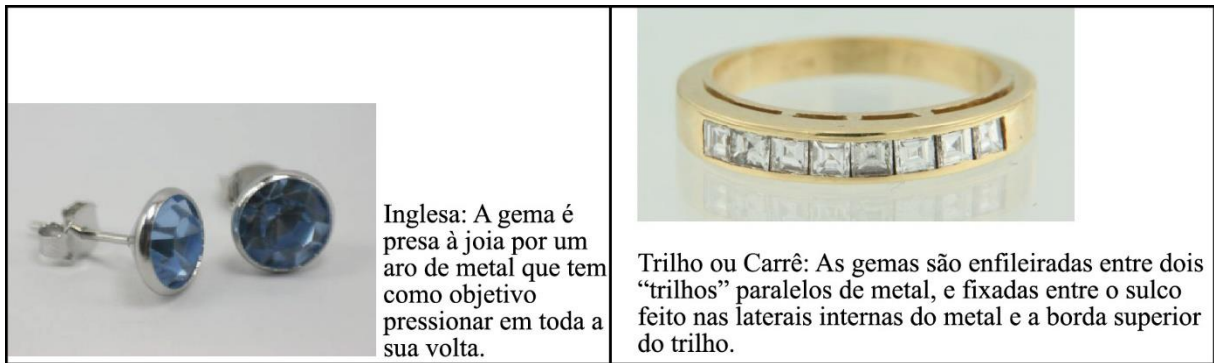 Inglesa: A gema é
presa à joia por um
aro de metal que tem
como objetivo
pressionar em toda a
sua volta.
Trilho ou Carrê: As gemas são enfileiradas entre dois
“trilhos” paralelos de metal, e fixadas entre o sulco
feito nas laterais internas do metal e a borda superior
do trilho.